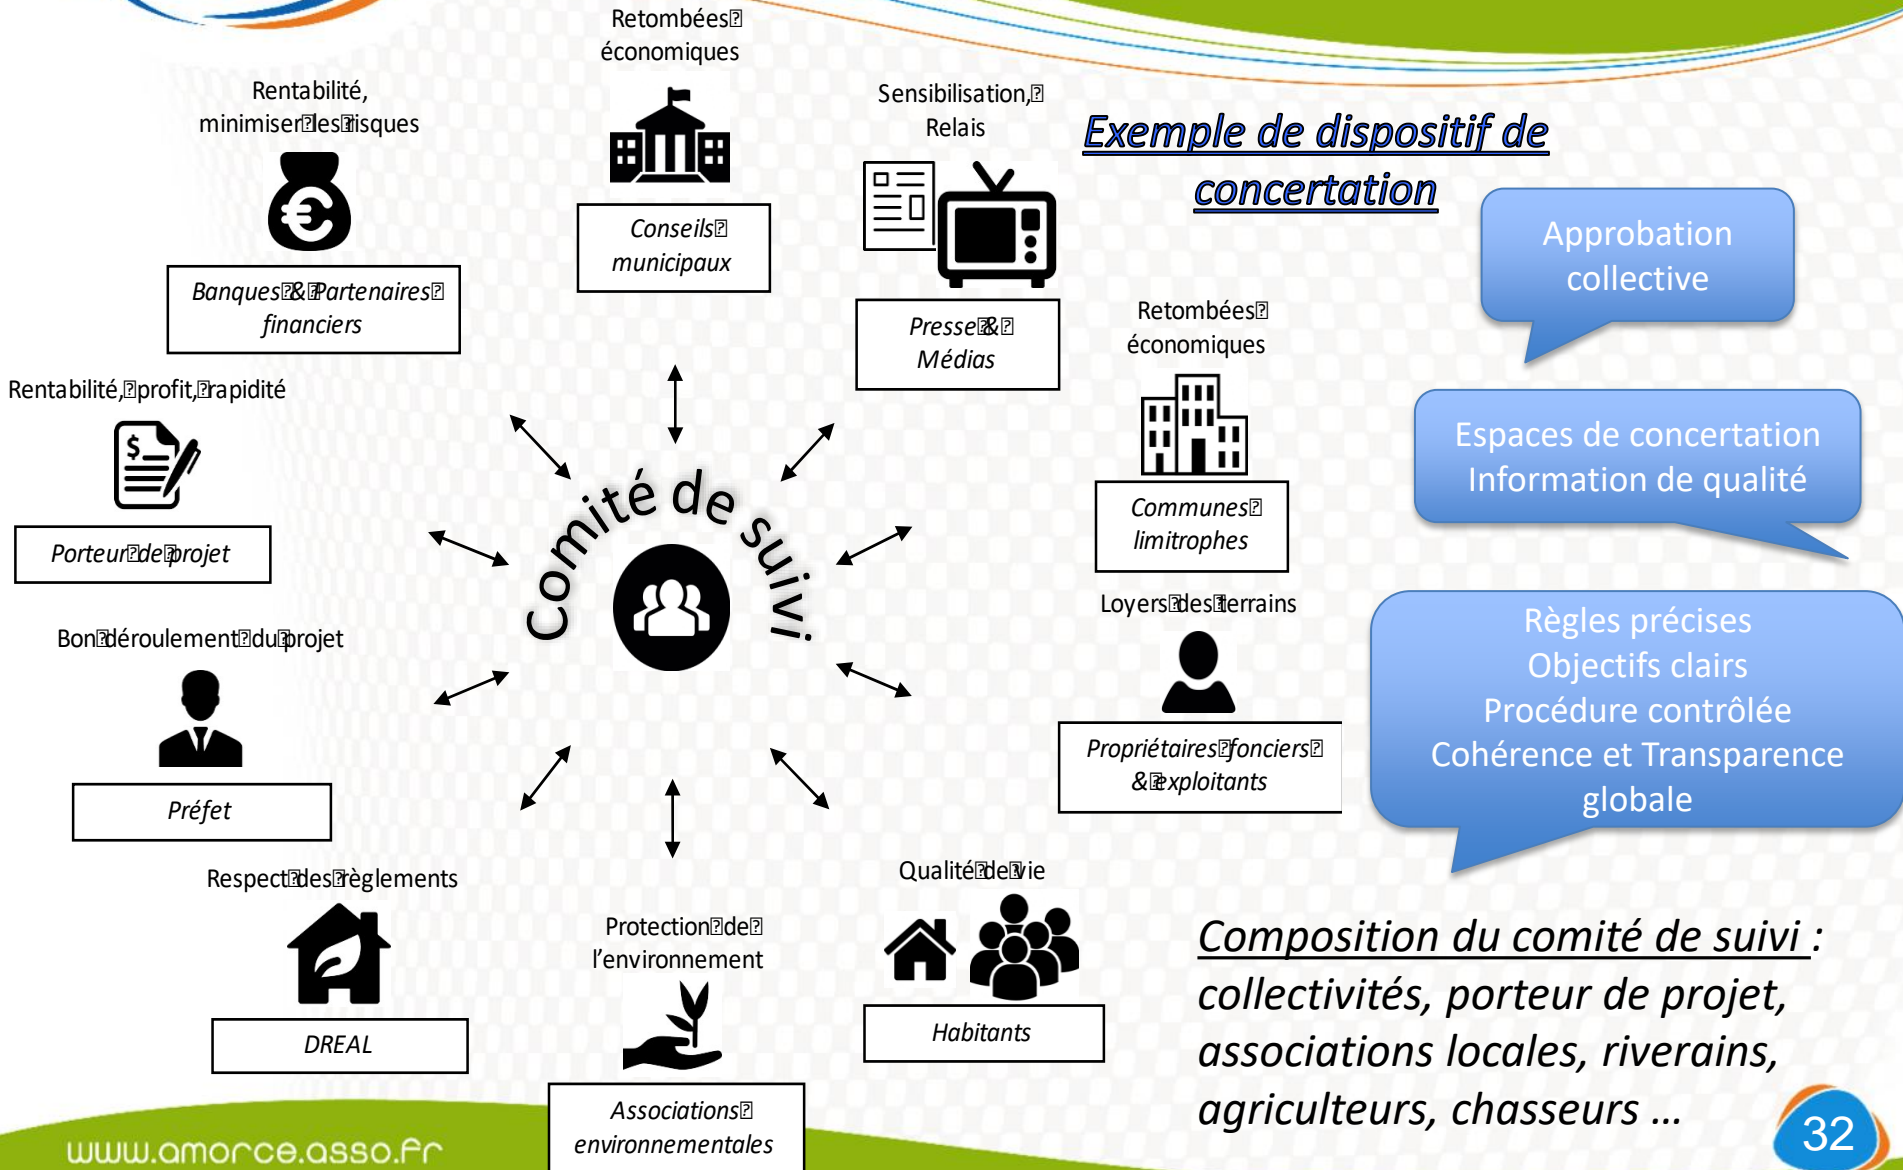 Retombées
économiques
Rentabilité,
minimiser les risques
Sensibilisation,
Relais
Exemple de dispositif de
concertation
Conseils
municipaux
Banques & Partenaires
financiers
Presse & 
Médias
Approbation
collective
Retombées
économiques
Rentabilité, profit, rapidité
$
Porteur de projet
Communes
limitrophes
Espaces de concertation
Information de qualité
Comité de suivi
Bon déroulement du projet
Préfet
Loyers des terrains
Propriétaires fonciers
& exploitants
Règles précises
Objectifs clairs
Procédure contrôlée
Cohérence et Transparence
globale
Respect des règlements
DREAL
Protection de
l'environnement
Associations
environnementales
Qualité de vie
Habitants
Composition du comité de suivi :
collectivités, porteur de projet,
associations locales, riverains,
agriculteurs, chasseurs ...
www.amorce.asso.fr
32